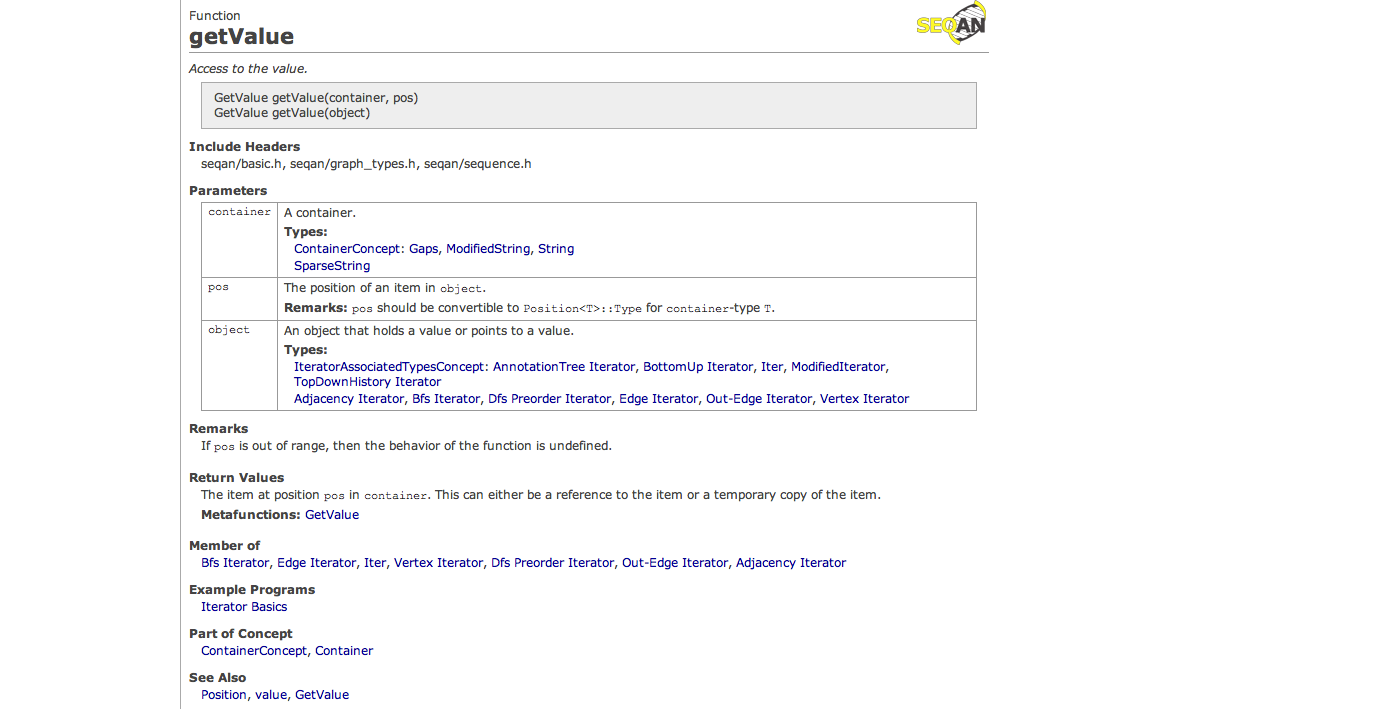 Function
getValue
SEQAN
Access to the value.
GetValue getValue(container, pos)
GetValue getValue(object)
Include Headers
seqan/basic.h, seqan/graph_types.h, seqan/sequence.h
Parameters
container
A container.
Types:
ContainerConcept: Gaps, ModifiedString, String
SparseString
pos
The position of an item in object.
Remarks: pos should be convertible to Position<T>::Type for container-type T.
object
An object that holds a value or points to a value.
Types:
IteratorAssociatedTypesConcept: AnnotationTree Iterator, BottomUp Iterator, Iter, ModifiedIterator,
TopDownHistory Iterator
Adjacency Iterator, Bfs Iterator, Dfs Preorder Iterator, Edge Iterator, Out-Edge Iterator, Vertex Iterator
Remarks
If pos is out of range, then the behavior of the function is undefined.
Return Values
The item at position pos in container. This can either be a reference to the item or a temporary copy of the item.
Metafunctions: GetValue
Member of
Bfs Iterator, Edge Iterator, Iter, Vertex Iterator, Dfs Preorder Iterator, Out-Edge Iterator, Adjacency Iterator
Example Programs
Iterator Basics
Part of Concept
ContainerConcept, Container
See Also
Position, value, GetValue